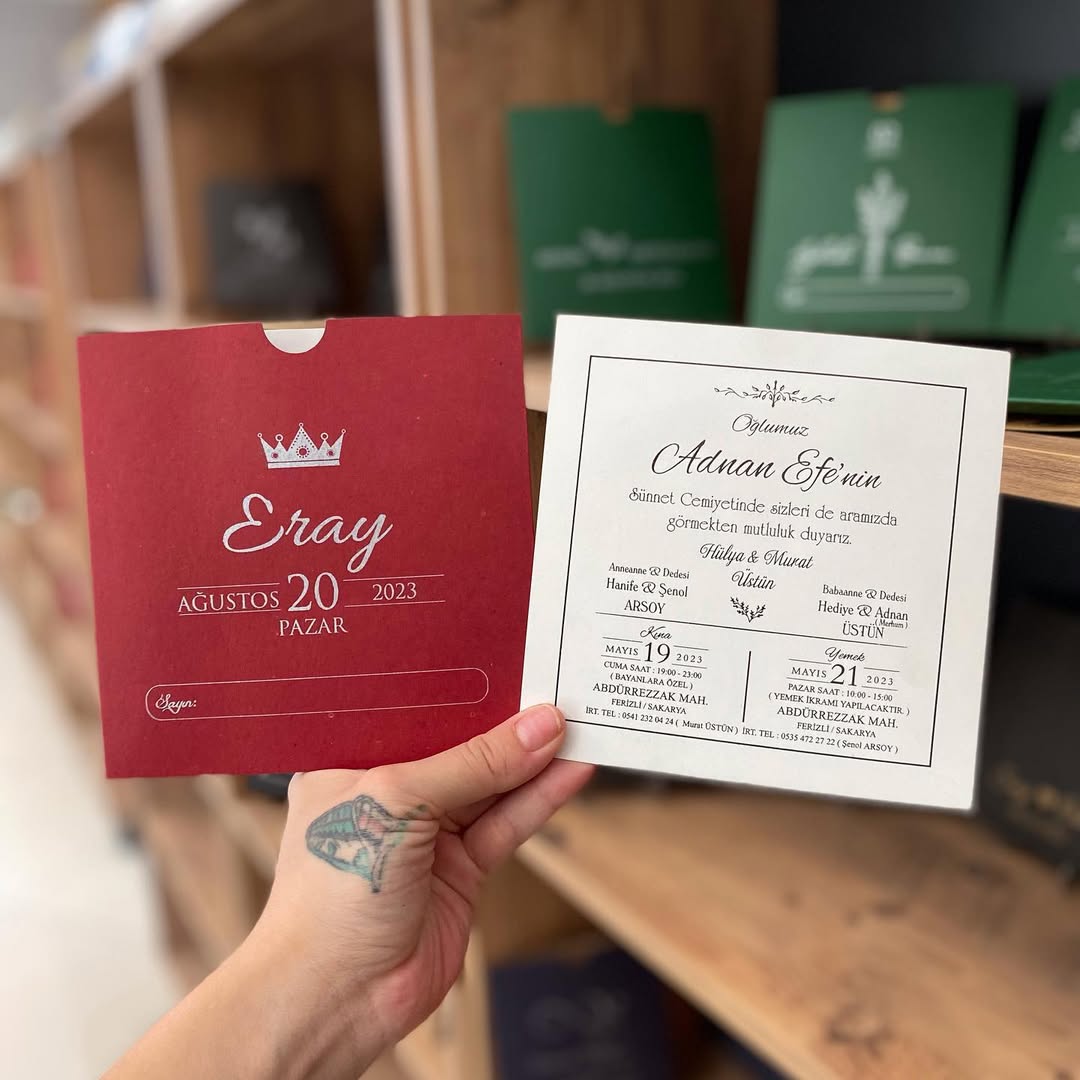 Eray
AĞUSTOS 20 2023
PAZAR
Sayın:
Oğlumuz
Adnan Efe'nin
Sünnet Cemiyetinde sizleri de aramızda
görmekten mutluluk duyarız.
Hülya & Murat
Üstün
Anneanne & Dedesi
Hanife & Şenol
ARSOY
Babaanne & Dedesi
Hediye & Adnan
(Merhum)
ÜSTÜN
Kına
MAYIS 19 2023
CUMA SAAT : 19:00 - 23:00
( BAYANLARA ÖZEL )
ABDÜRREZZAK MAH.
FERİZLİ / SAKARYA
İRT. TEL : 0541 232 04 24 ( Murat ÜSTÜN )
Yemek
MAYIS 21 2023
PAZAR SAAT : 10:00 - 15:00
( YEMEK İKRAMI YAPILACAKTIR. )
ABDÜRREZZAK MAH.
FERİZLİ / SAKARYA
İRT. TEL : 0535 472 27 22 ( Şenol ARSOY )